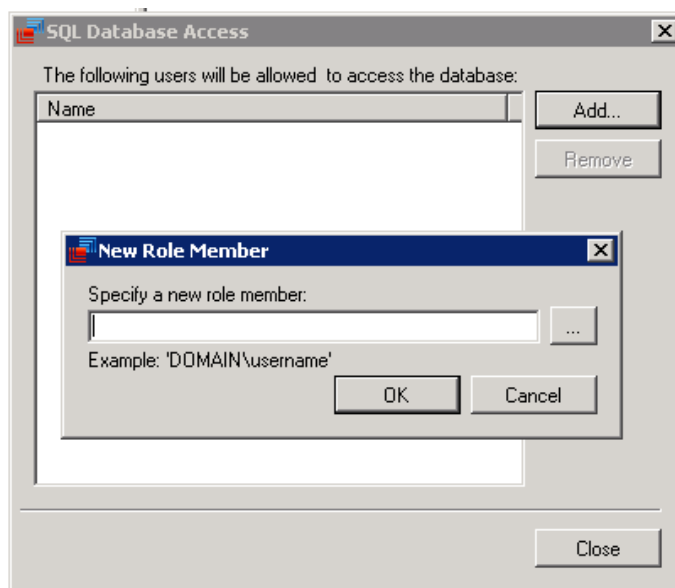 SQL Database Access
The following users will be allowed to access the database:
Name
Add...
Remove
New Role Member
Specify a new role member:
...
Example: 'DOMAIN\username'
OK
Cancel
Close